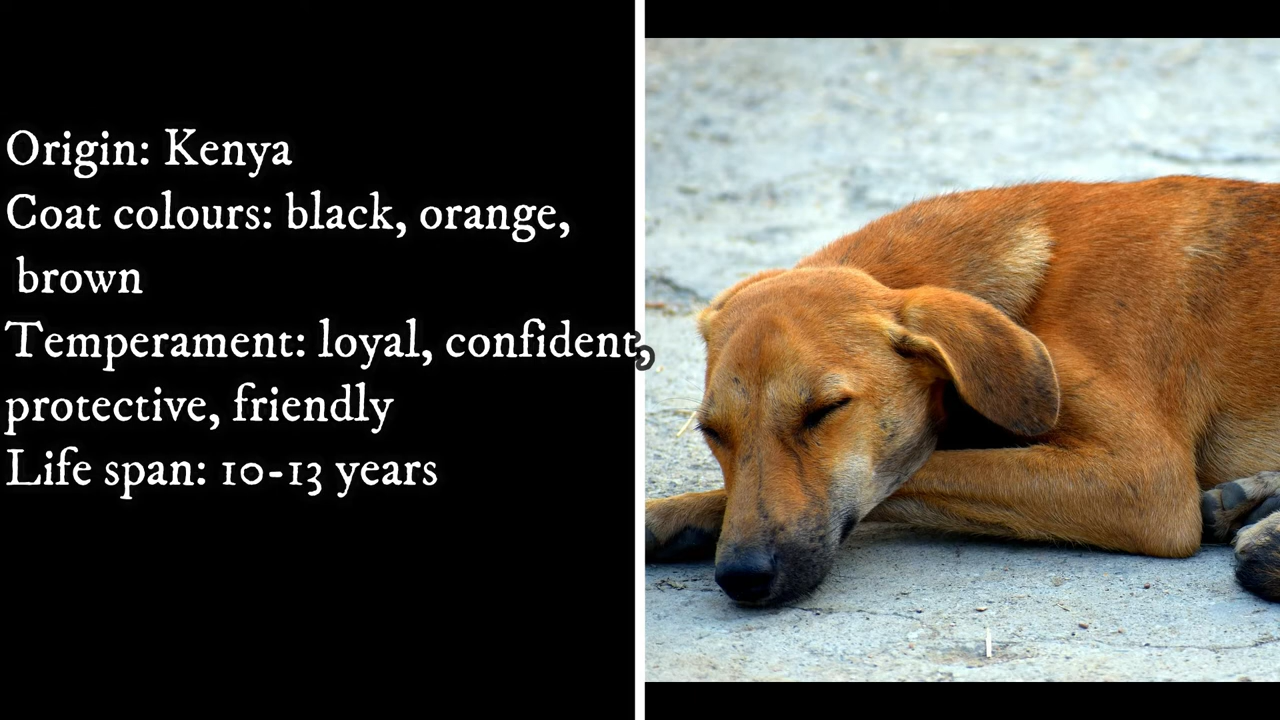 Origin: Kenya
Coat colours: black, orange,
brown
Temperament: loyal, confident,
protective, friendly
Life span: 10-13 years